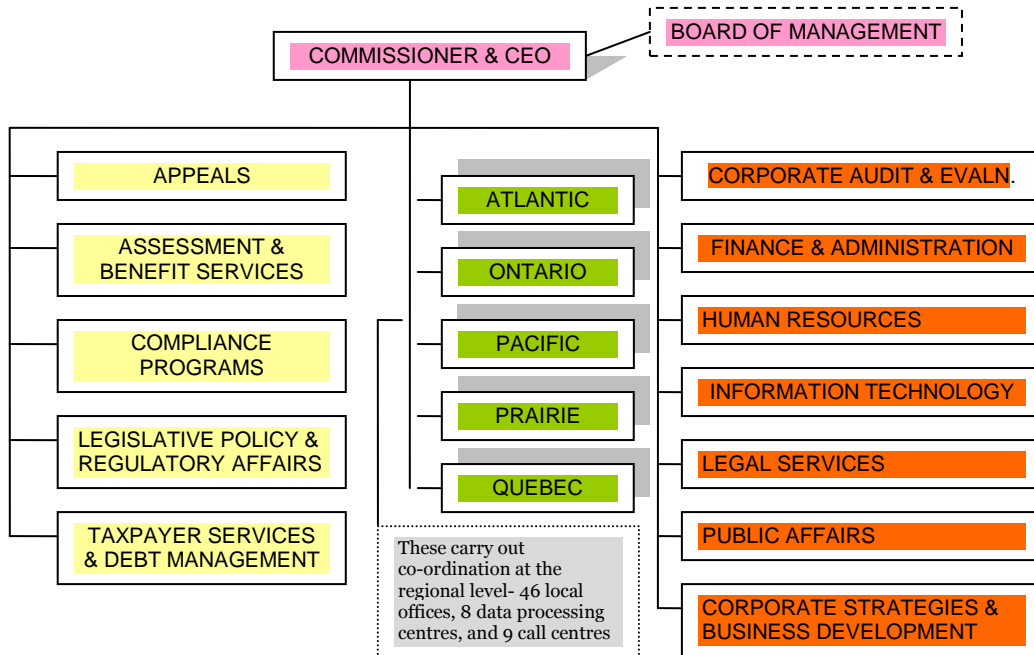 BOARD OF MANAGEMENT
COMMISSIONER & CEO
APPEALS
ASSESSMENT &
BENEFIT SERVICES
COMPLIANCE
PROGRAMS
LEGISLATIVE POLICY &
REGULATORY AFFAIRS
TAXPAYER SERVICES
& DEBT MANAGEMENT
ATLANTIC
ONTARIO
PACIFIC
PRAIRIE
QUEBEC
These carry out
co-ordination at the
regional level- 46 local
offices, 8 data processing
centres, and 9 call centres
CORPORATE AUDIT & EVALN.
FINANCE & ADMINISTRATION
HUMAN RESOURCES
INFORMATION TECHNOLOGY
LEGAL SERVICES
PUBLIC AFFAIRS
CORPORATE STRATEGIES &
BUSINESS DEVELOPMENT